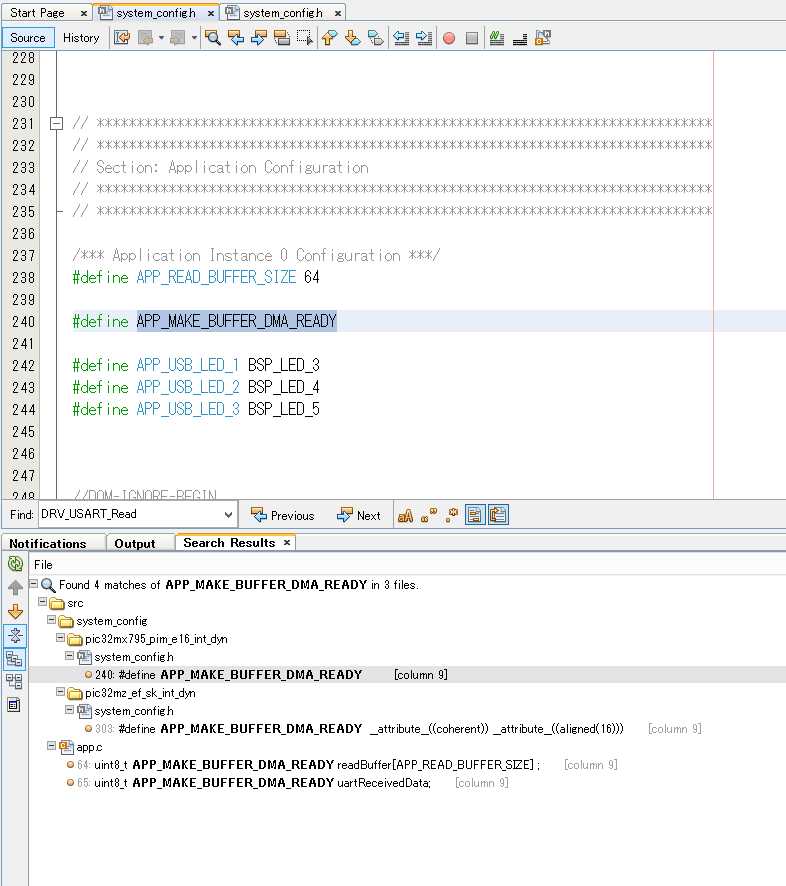 Start Page × system_config.h × system_config.h ×
Source History
228
229
230
231 // *****************************************************************************
232 // *****************************************************************************
233 // Section: Application Configuration
234 // *****************************************************************************
235 // *****************************************************************************
236
237 /*** Application Instance 0 Configuration ***/
238 #define APP_READ_BUFFER_SIZE 64
239
240 #define APP_MAKE_BUFFER_DMA_READY
241
242 #define APP_USB_LED_1 BSP_LED_3
243 #define APP_USB_LED_2 BSP_LED_4
244 #define APP_USB_LED_3 BSP_LED_5
245
246
247
248 //DOM-IGNORE-BEGIN
Find: DRV_USART_Read Previous Next
Notifications Output Search Results ×
File
Found 4 matches of APP_MAKE_BUFFER_DMA_READY in 3 files.
src
system_config
pic32mx795_pim_e16_int_dyn
system_config.h
240: #define APP_MAKE_BUFFER_DMA_READY [column 9]
pic32mz_ef_sk_int_dyn
system_config.h
303: #define APP_MAKE_BUFFER_DMA_READY __attribute__((coherent)) __attribute__((aligned(16))) [column 9]
app.c
64: uint8_t APP_MAKE_BUFFER_DMA_READY readBuffer[APP_READ_BUFFER_SIZE] ; [column 9]
65: uint8_t APP_MAKE_BUFFER_DMA_READY uartReceivedData; [column 9]